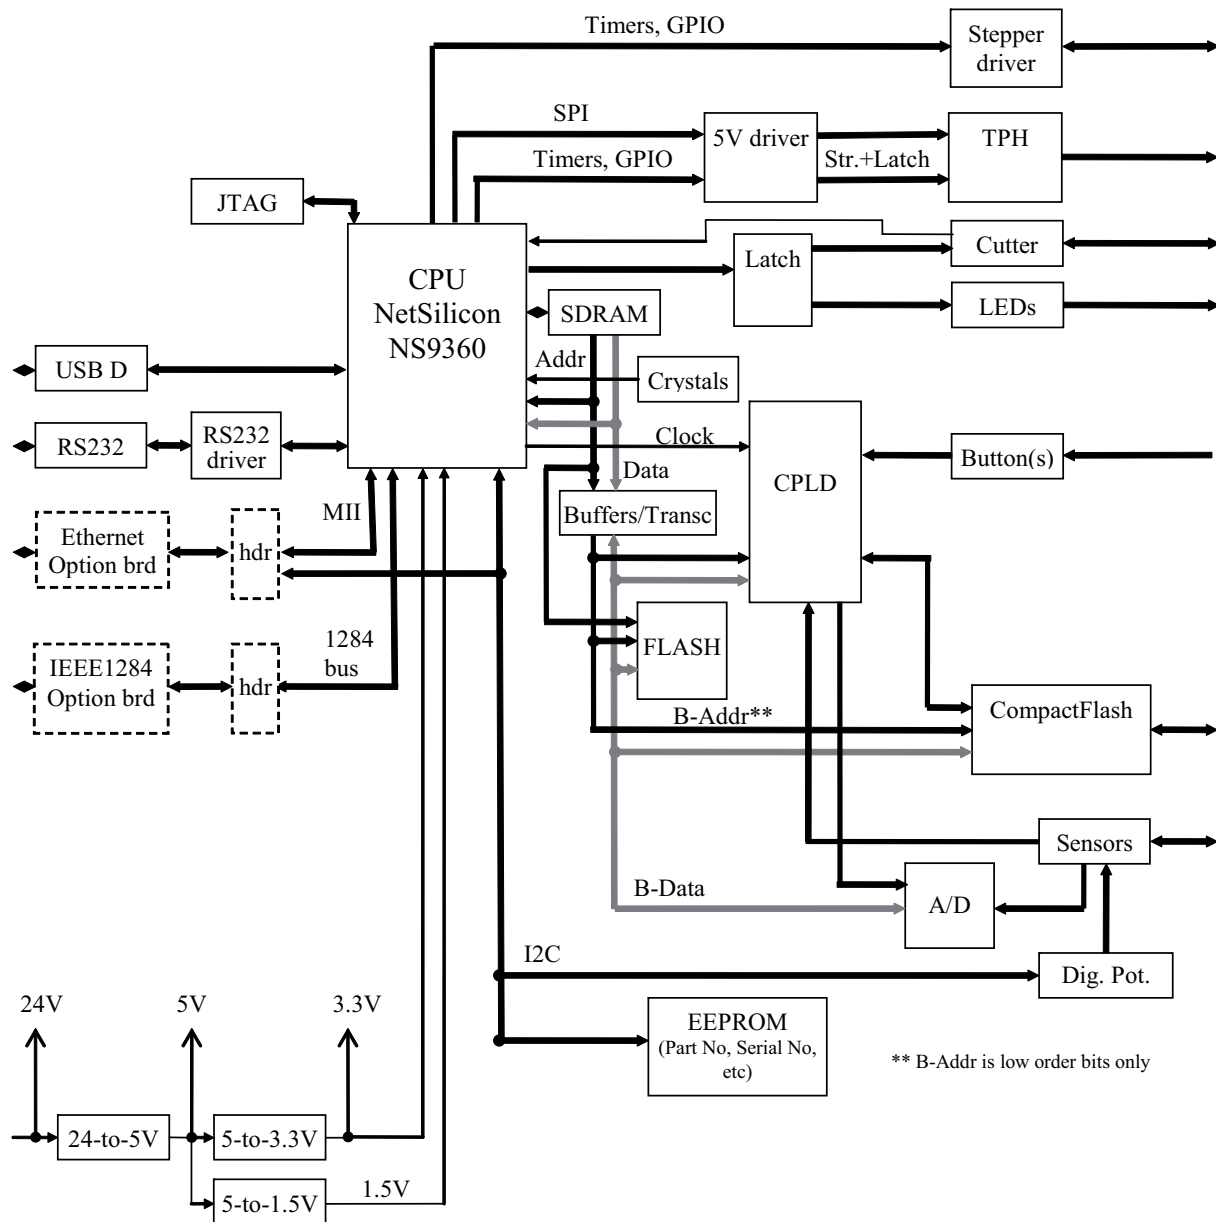 Timers, GPIO
Stepper
driver
SPI
5V driver
TPH
Timers, GPIO
Str.+Latch
JTAG
CPU
NetSilicon
NS9360
Latch
Cutter
SDRAM
LEDs
USB D
Addr
Crystals
RS232
RS232
driver
Clock
Data
CPLD
Button(s)
MII
Buffers/Transc
Ethernet
Option brd
hdr
1284
bus
FLASH
IEEE1284
Option brd
hdr
B-Addr**
CompactFlash
Sensors
B-Data
A/D
I2C
Dig. Pot.
24V
5V
3.3V
EEPROM
(Part No, Serial No,
etc)
** B-Addr is low order bits only
24-to-5V
5-to-3.3V
5-to-1.5V
1.5V